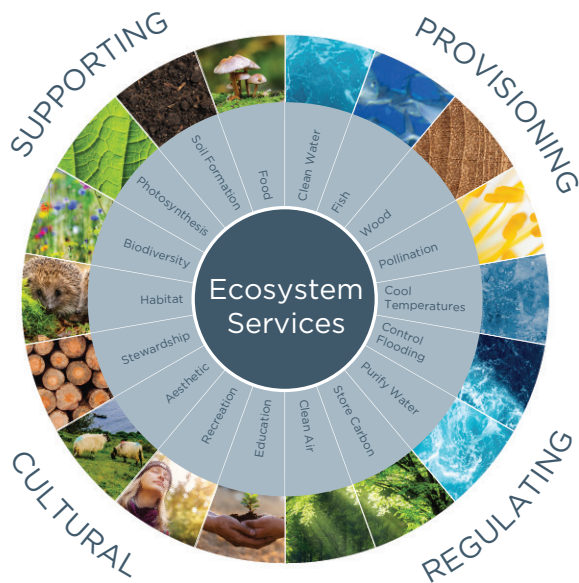 SUPPORTING
PROVISIONING
Soil Formation
Food
Clean Water
Fish
Wood
Pollination
Cool
Temperatures
Control
Flooding
Purify Water
Store Carbon
Clean Air
Education
Recreation
Aesthetic
Stewardship
Habitat
Biodiversity
Photosynthesis
Ecosystem
Services
CULTURAL
REGULATING